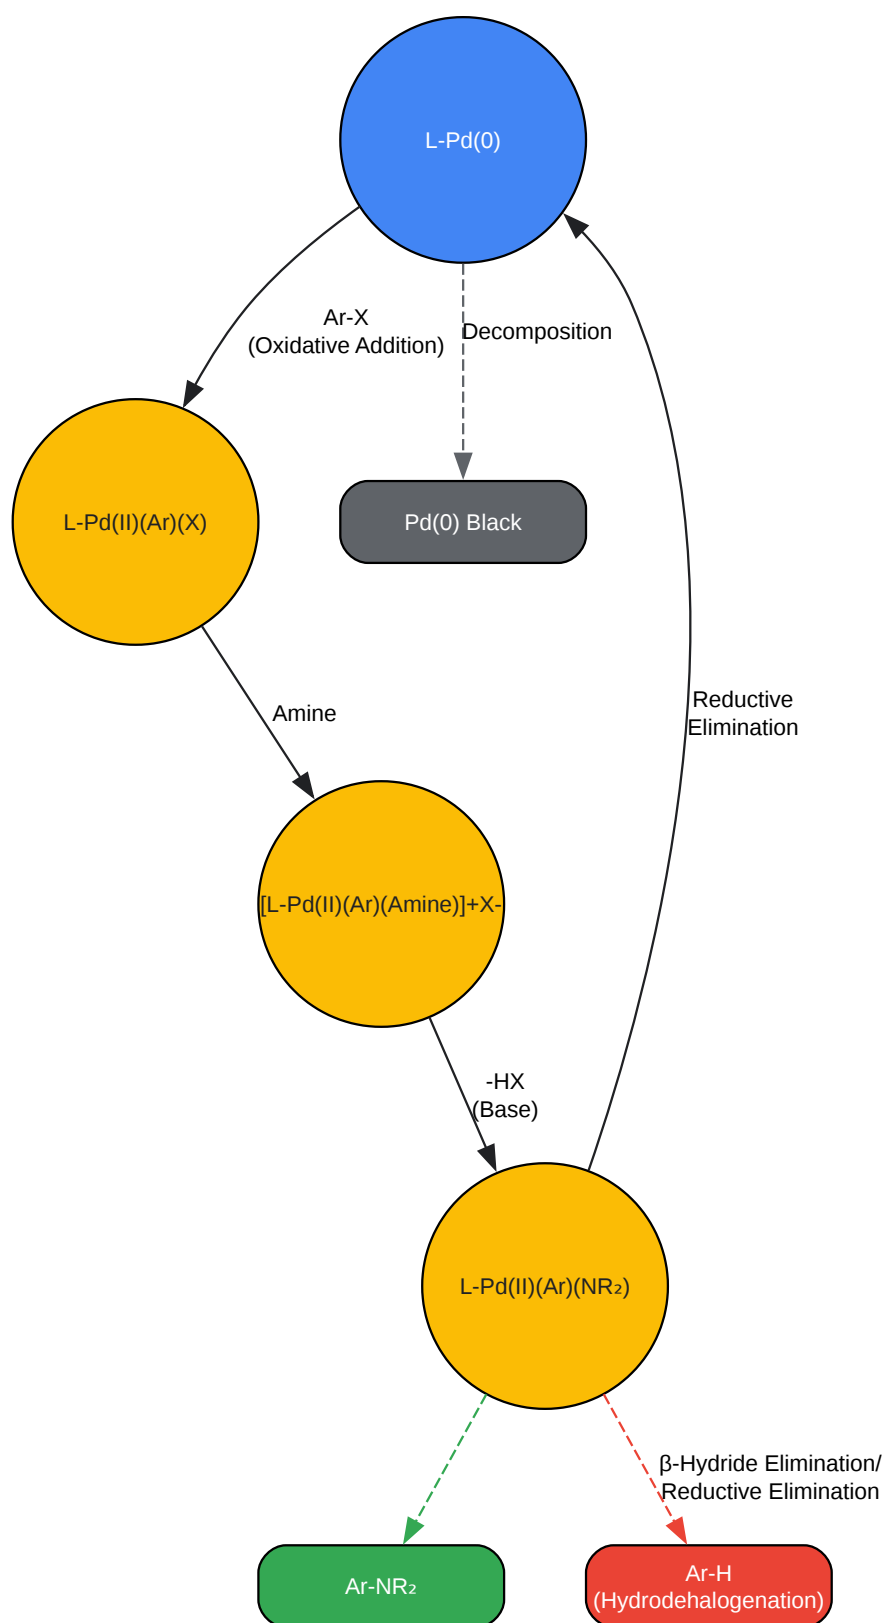 L-Pd(0)
Ar-X
(Oxidative Addition)
Decomposition
L-Pd(II)(Ar)(X)
Pd(0) Black
Amine
Reductive
Elimination
[L-Pd(II)(Ar)(Amine)]+X-
-HX
(Base)
L-Pd(II)(Ar)(NR₂)
β-Hydride Elimination/
Reductive Elimination
Ar-NR₂
Ar-H
(Hydrodehalogenation)